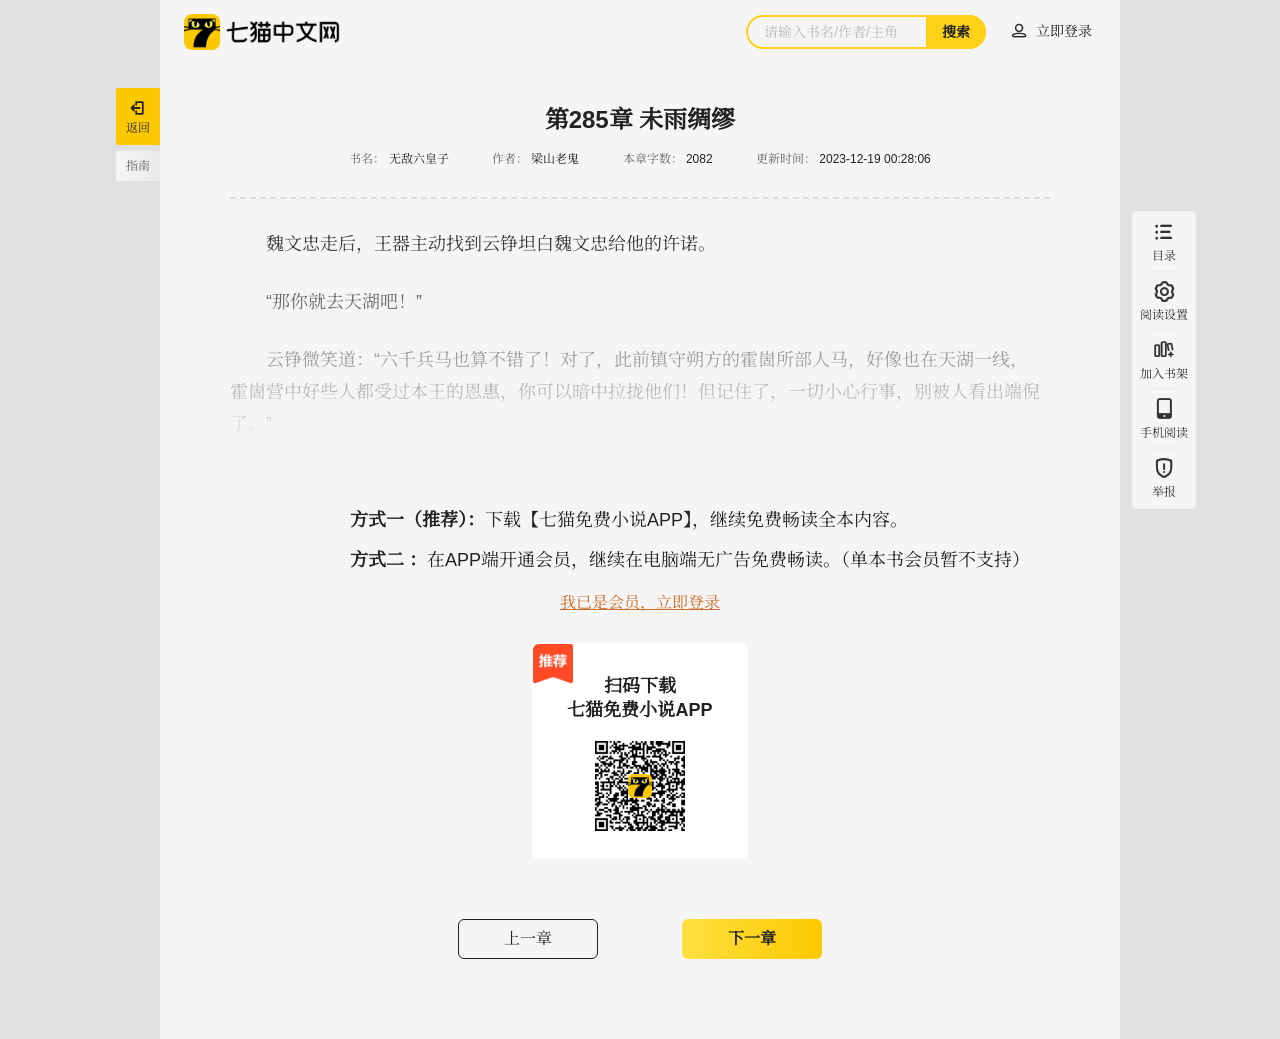 七猫中文网
请输入书名/作者/主角
搜索
立即登录
返回
指南
第285章 未雨绸缪
书名： 无敌六皇子 作者： 梁山老鬼 本章字数： 2082 更新时间： 2023-12-19 00:28:06
魏文忠走后，王器主动找到云铮坦白魏文忠给他的许诺。
“那你就去天湖吧！”
云铮微笑道：“六千兵马也算不错了！对了，此前镇守朔方的霍崮所部人马，好像也在天湖一线，
霍崮营中好些人都受过本王的恩惠，你可以暗中拉拢他们！但记住了，一切小心行事，别被人看出端倪
了。”
目录
阅读设置
加入书架
手机阅读
举报
方式一（推荐）：下载【七猫免费小说APP】，继续免费畅读全本内容。
方式二 ：在APP端开通会员，继续在电脑端无广告免费畅读。（单本书会员暂不支持）
我已是会员，立即登录
推荐
扫码下载
七猫免费小说APP
上一章
下一章